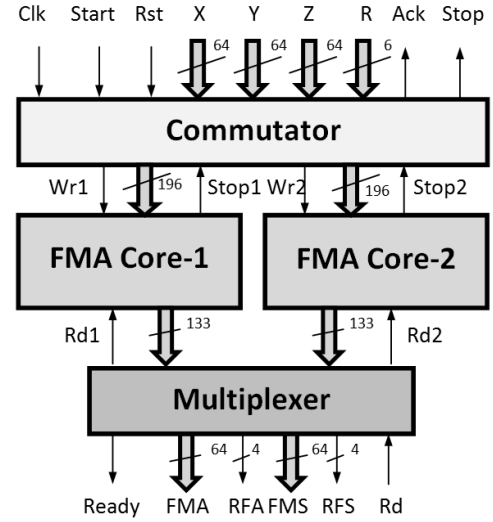 Clk Start Rst X Y Z R Ack Stop
64 64 64 6
Commutator
Wr1 196 Stop1 Wr2 196 Stop2
FMA Core-1 FMA Core-2
Rd1 133 133 Rd2
Multiplexer
64 4 64 4
Ready FMA RFA FMS RFS Rd